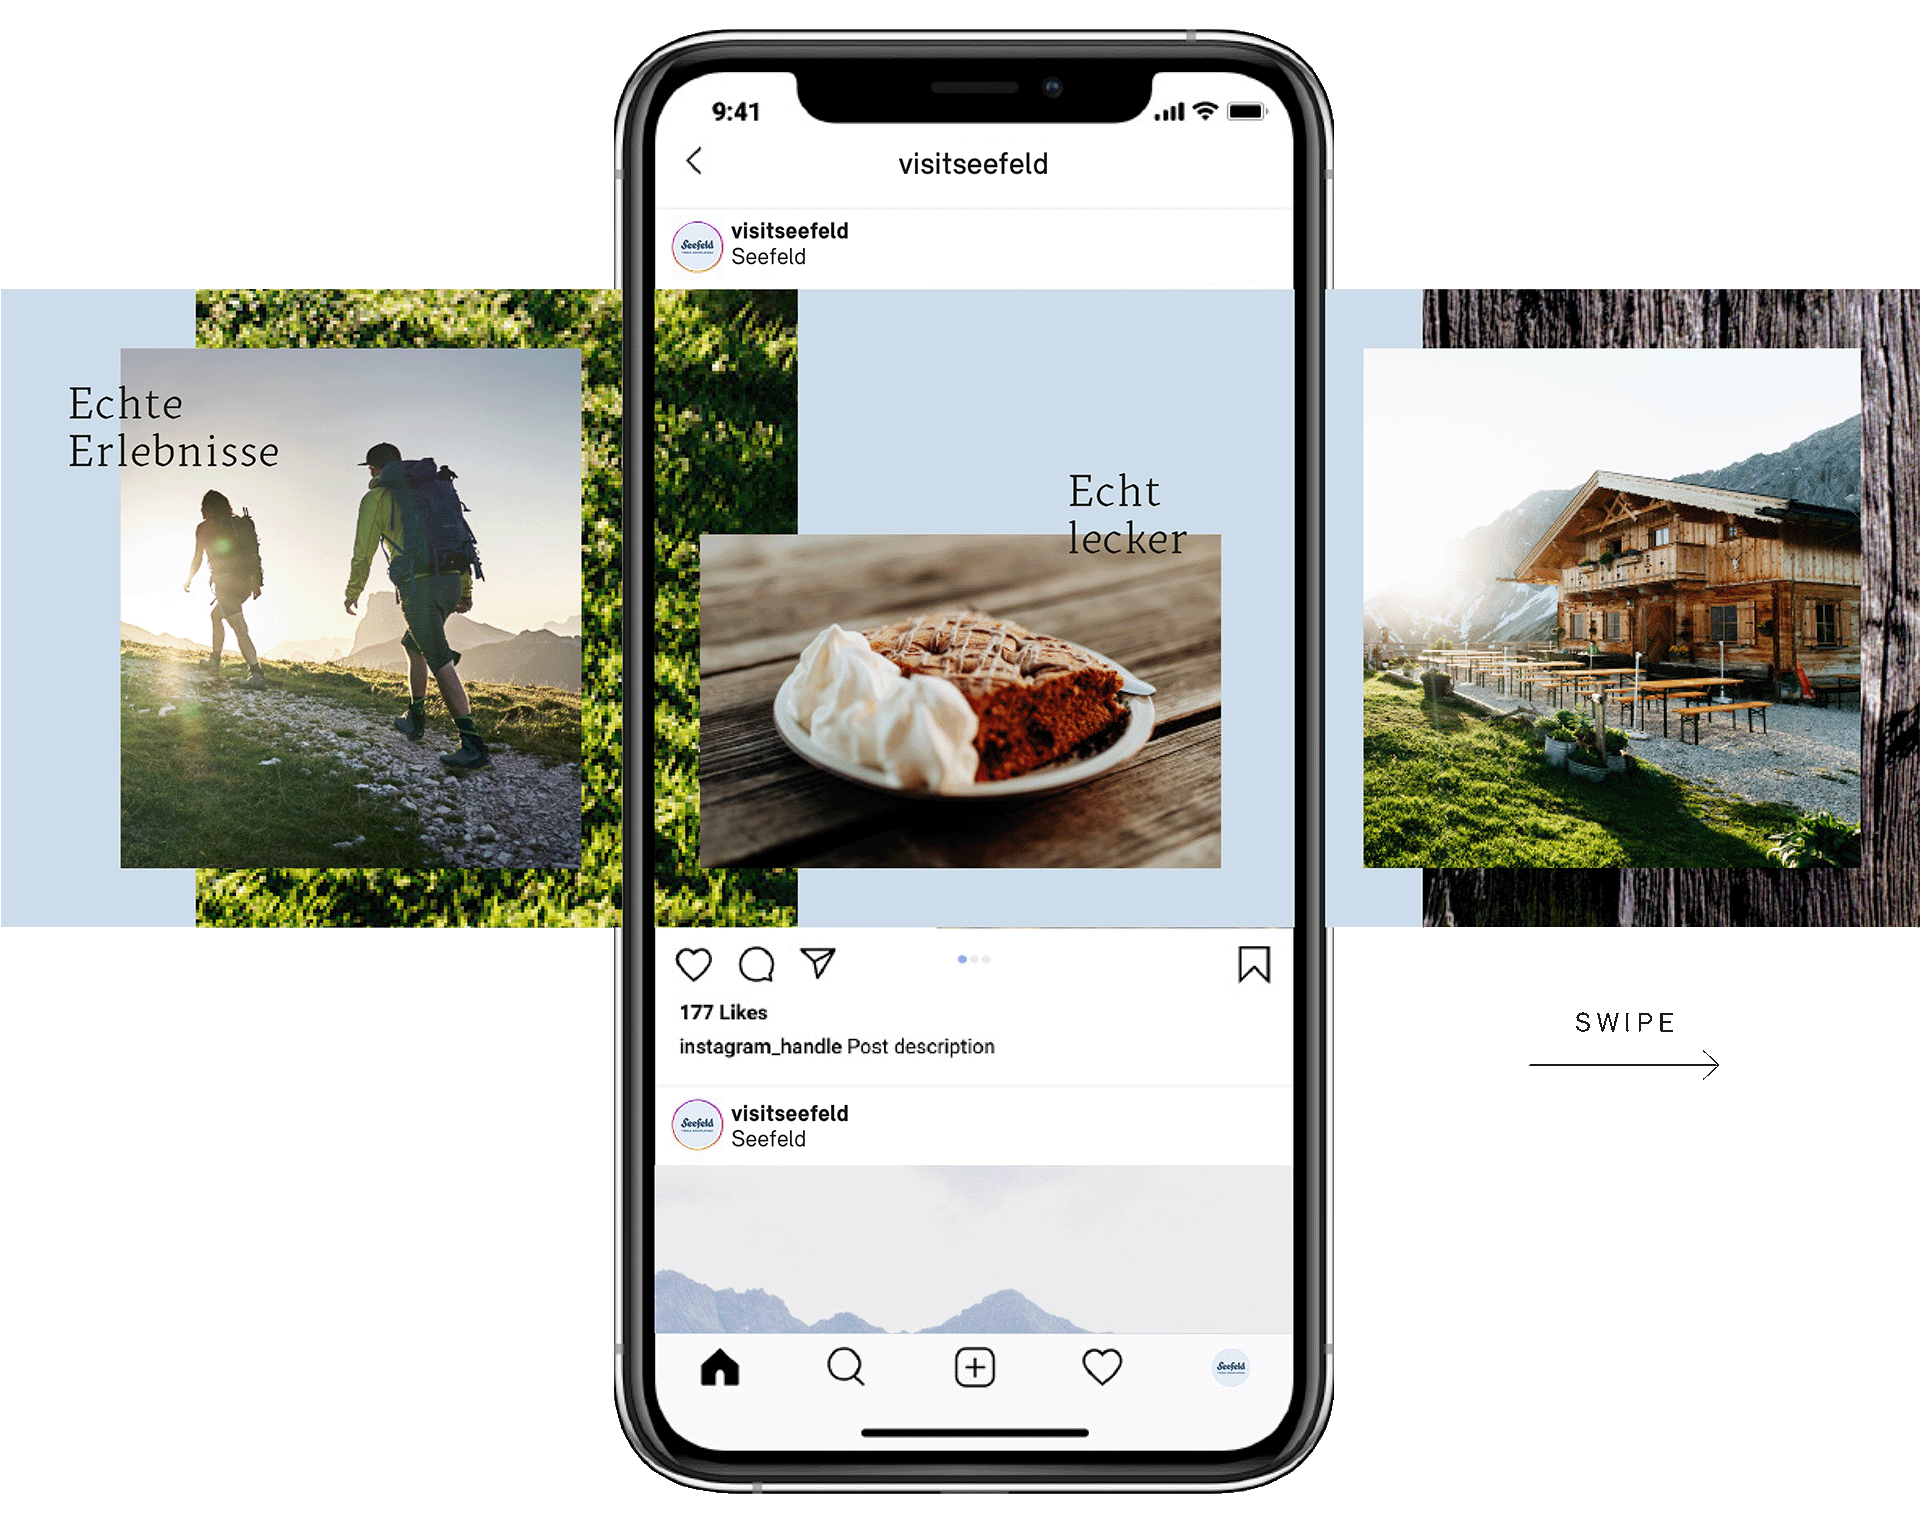 9:41
visitseefeld
Seefeld
visitseefeld
Seefeld
Echte
Erlebnisse
Echt
lecker
177 Likes
instagram_handle Post description
SWIPE
Seefeld
visitseefeld
Seefeld
Seefeld